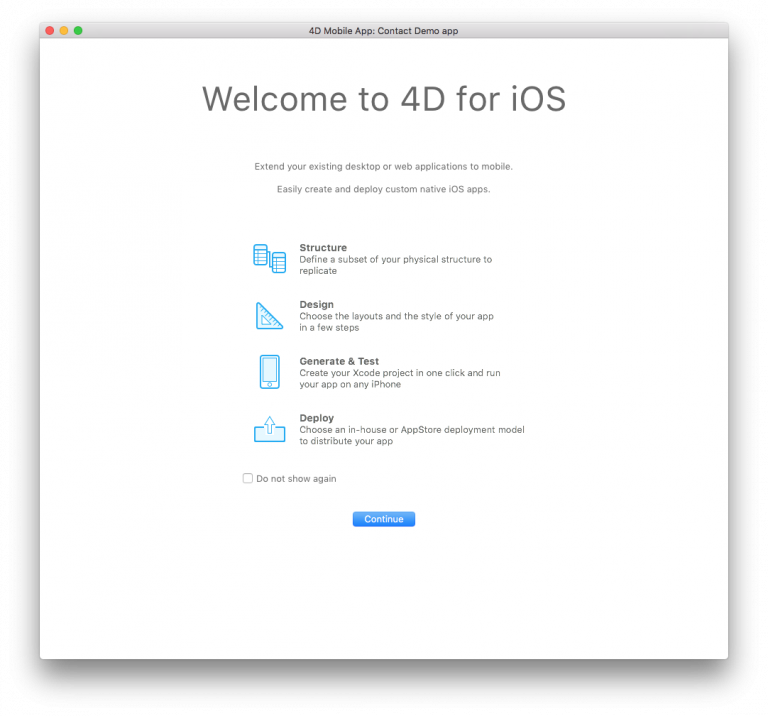 4D Mobile App: Contact Demo app
Welcome to 4D for iOS
Extend your existing desktop or web applications to mobile.
Easily create and deploy custom native iOS apps.
Structure
Define a subset of your physical structure to
replicate
Design
Choose the layouts and the style of your app
in a few steps
Generate & Test
Create your Xcode project in one click and run
your app on any iPhone
Deploy
Choose an in-house or AppStore deployment model
to distribute your app
Do not show again
Continue